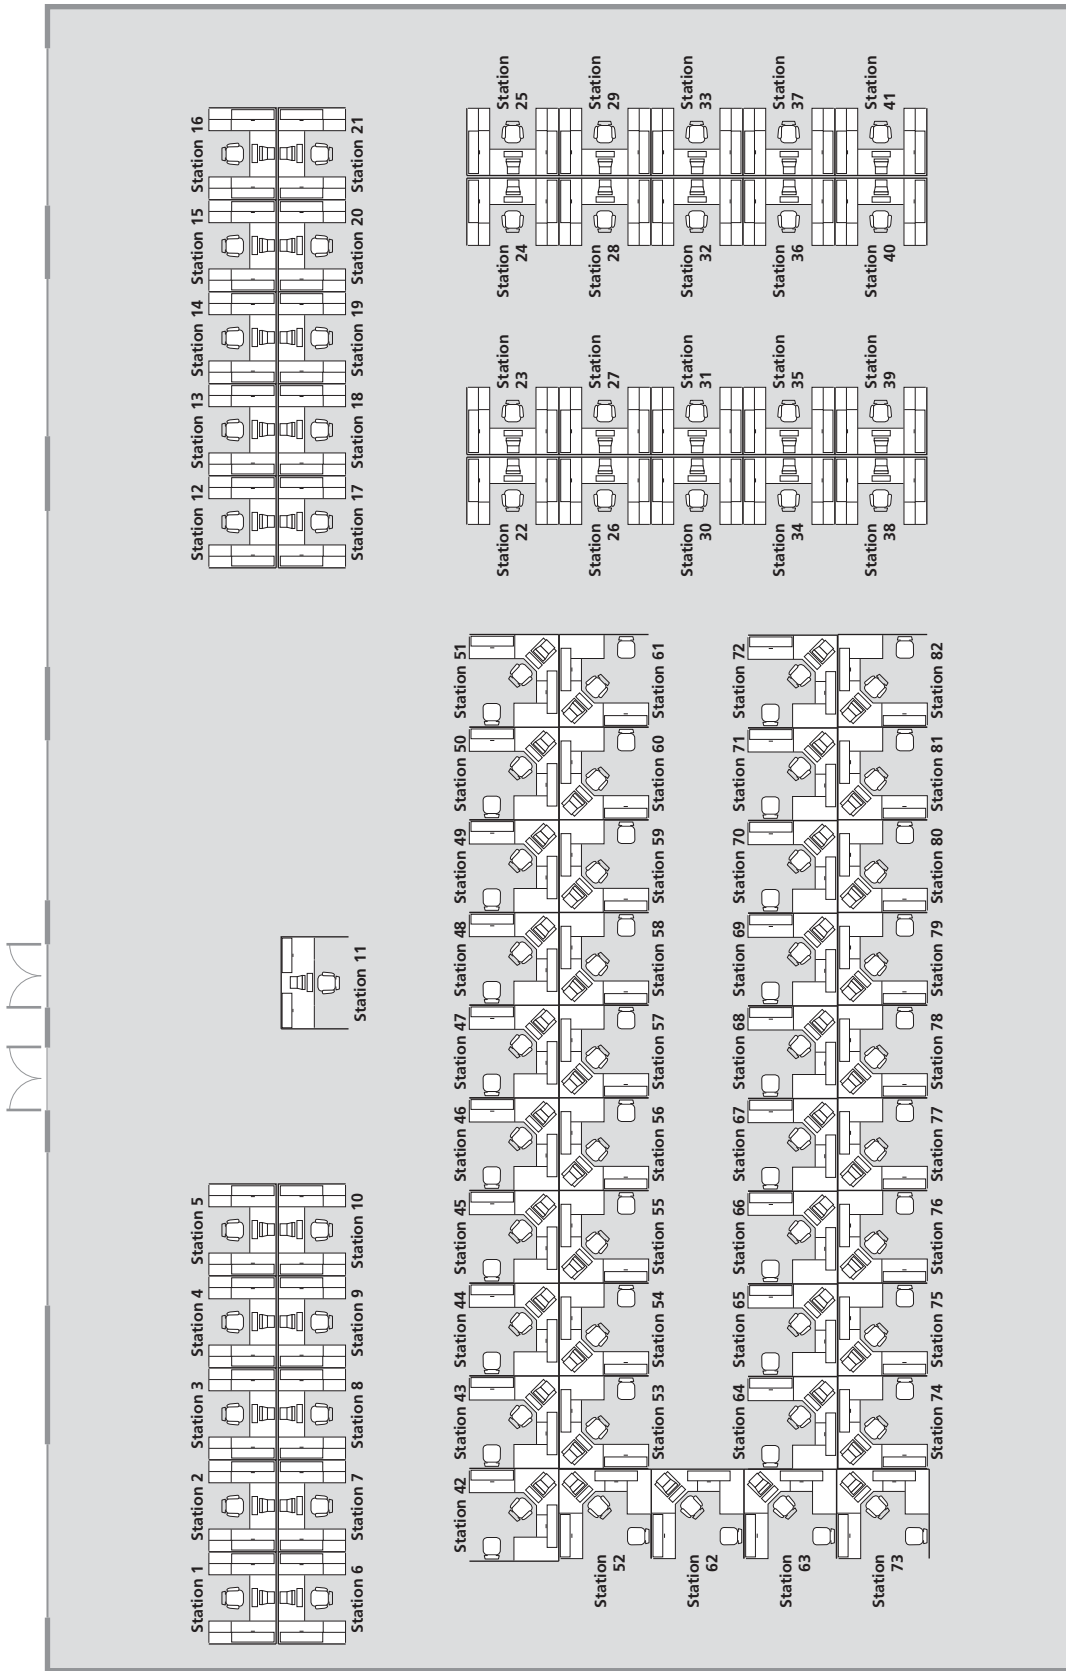 Station 1
Station 2
Station 3
Station 4
Station 5
Station 12
Station 13
Station 14
Station 15
Station 16
Station 6
Station 7
Station 8
Station 9
Station 10
Station 11
Station 17
Station 18
Station 19
Station 20
Station 21
Station 42
Station 43
Station 44
Station 45
Station 46
Station 47
Station 48
Station 49
Station 50
Station 51
Station
22
Station
23
Station
24
Station
25
Station
52
Station
26
Station
27
Station
28
Station
29
Station 53
Station 54
Station 55
Station 56
Station 57
Station 58
Station 59
Station 60
Station 61
Station
62
Station
30
Station
31
Station
32
Station
33
Station 64
Station 65
Station 66
Station 67
Station 68
Station 69
Station 70
Station 71
Station 72
Station
63
Station
34
Station
35
Station
36
Station
37
Station
73
Station
38
Station
39
Station
40
Station
41
Station 74
Station 75
Station 76
Station 77
Station 78
Station 79
Station 80
Station 81
Station 82